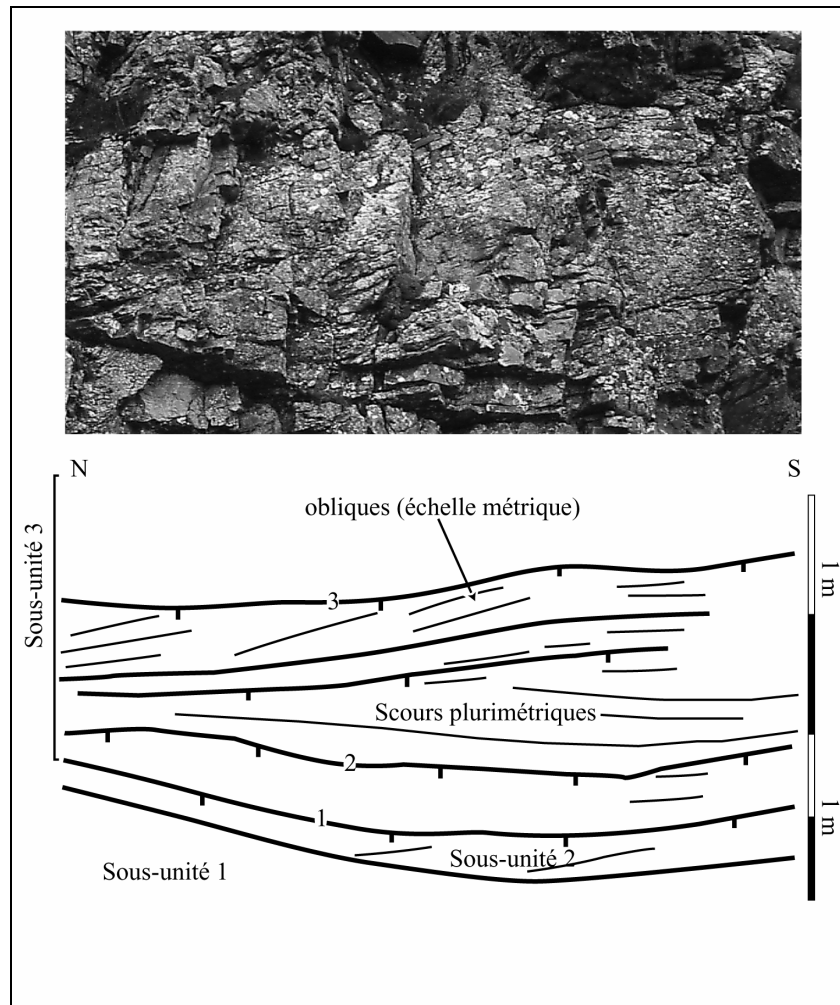 N
S
obliques (échelle métrique)
Sous-unité 3
3
1 m
Scours plurimétriques
2
1
1 m
Sous-unité 2
Sous-unité 1